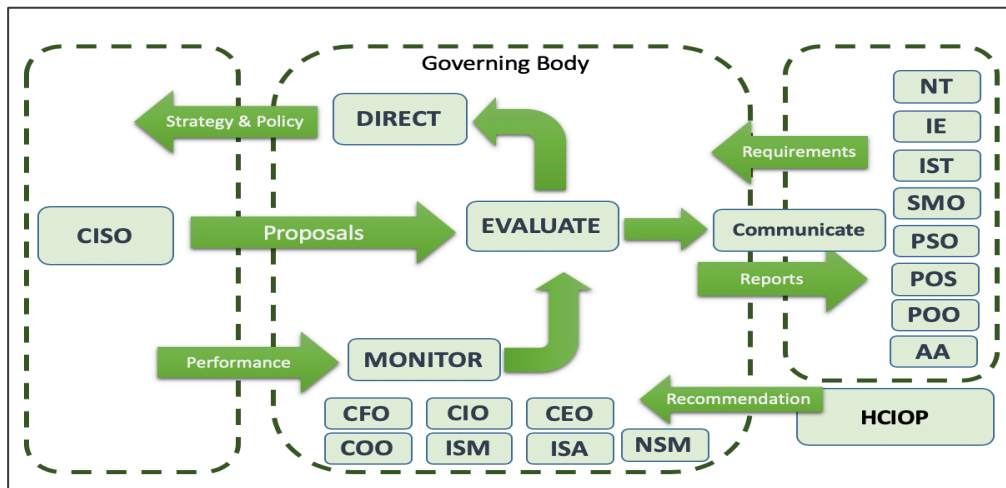 Governing Body
Strategy & Policy
DIRECT
Requirements
NT
IE
IST
SMO
PSO
POS
POO
AA
CISO
Proposals
EVALUATE
Communicate
Reports
Performance
MONITOR
Recommendation
HCIOP
CFO
CIO
CEO
COO
ISM
ISA
NSM